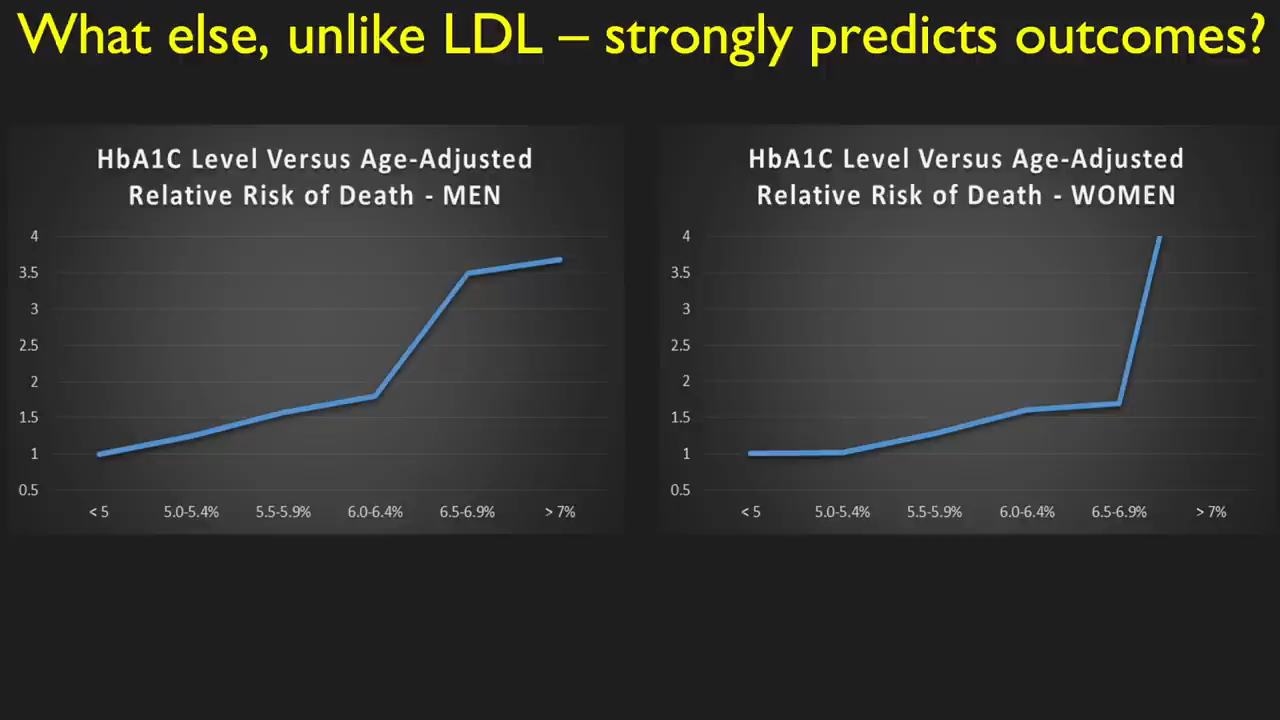 What else, unlike LDL – strongly predicts outcomes?
HbA1C Level Versus Age-Adjusted
Relative Risk of Death - MEN
4
3.5
3
2.5
2
1.5
1
0.5
< 5 5.0-5.4% 5.5-5.9% 6.0-6.4% 6.5-6.9% > 7%
HbA1C Level Versus Age-Adjusted
Relative Risk of Death - WOMEN
4
3.5
3
2.5
2
1.5
1
0.5
< 5 5.0-5.4% 5.5-5.9% 6.0-6.4% 6.5-6.9% > 7%